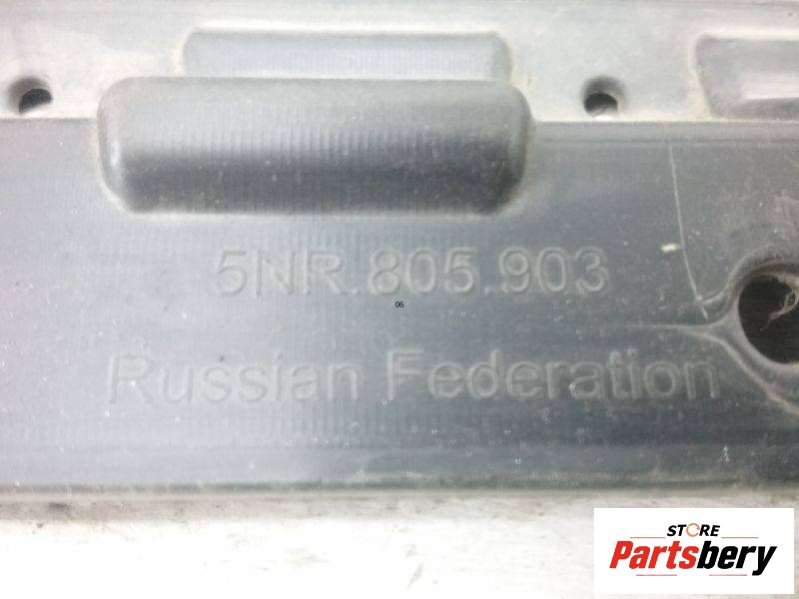 5NR.805.903
06
Russian Federation
STORE
Partsbery